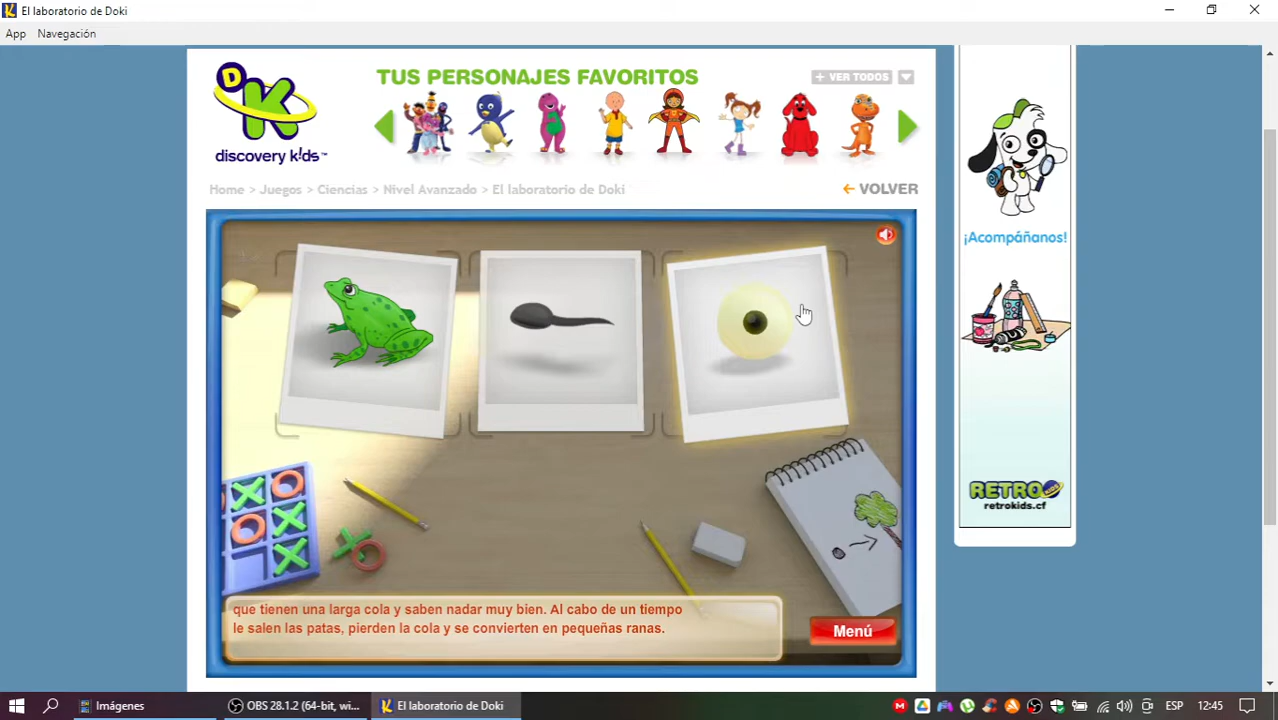 El laboratorio de Doki
App Navegación
DK
discovery k!ds™
TUS PERSONAJES FAVORITOS
+ VER TODOS
Home > Juegos > Ciencias > Nivel Avanzado > El laboratorio de Doki
← VOLVER
que tienen una larga cola y saben nadar muy bien. Al cabo de un tiempo
le salen las patas, pierden la cola y se convierten en pequeñas ranas.
Menú
¡Acompáñanos!
RETRO
retrokids.cf
Imágenes
OBS 28.1.2 (64-bit, wi...
El laboratorio de Doki
ESP
12:45